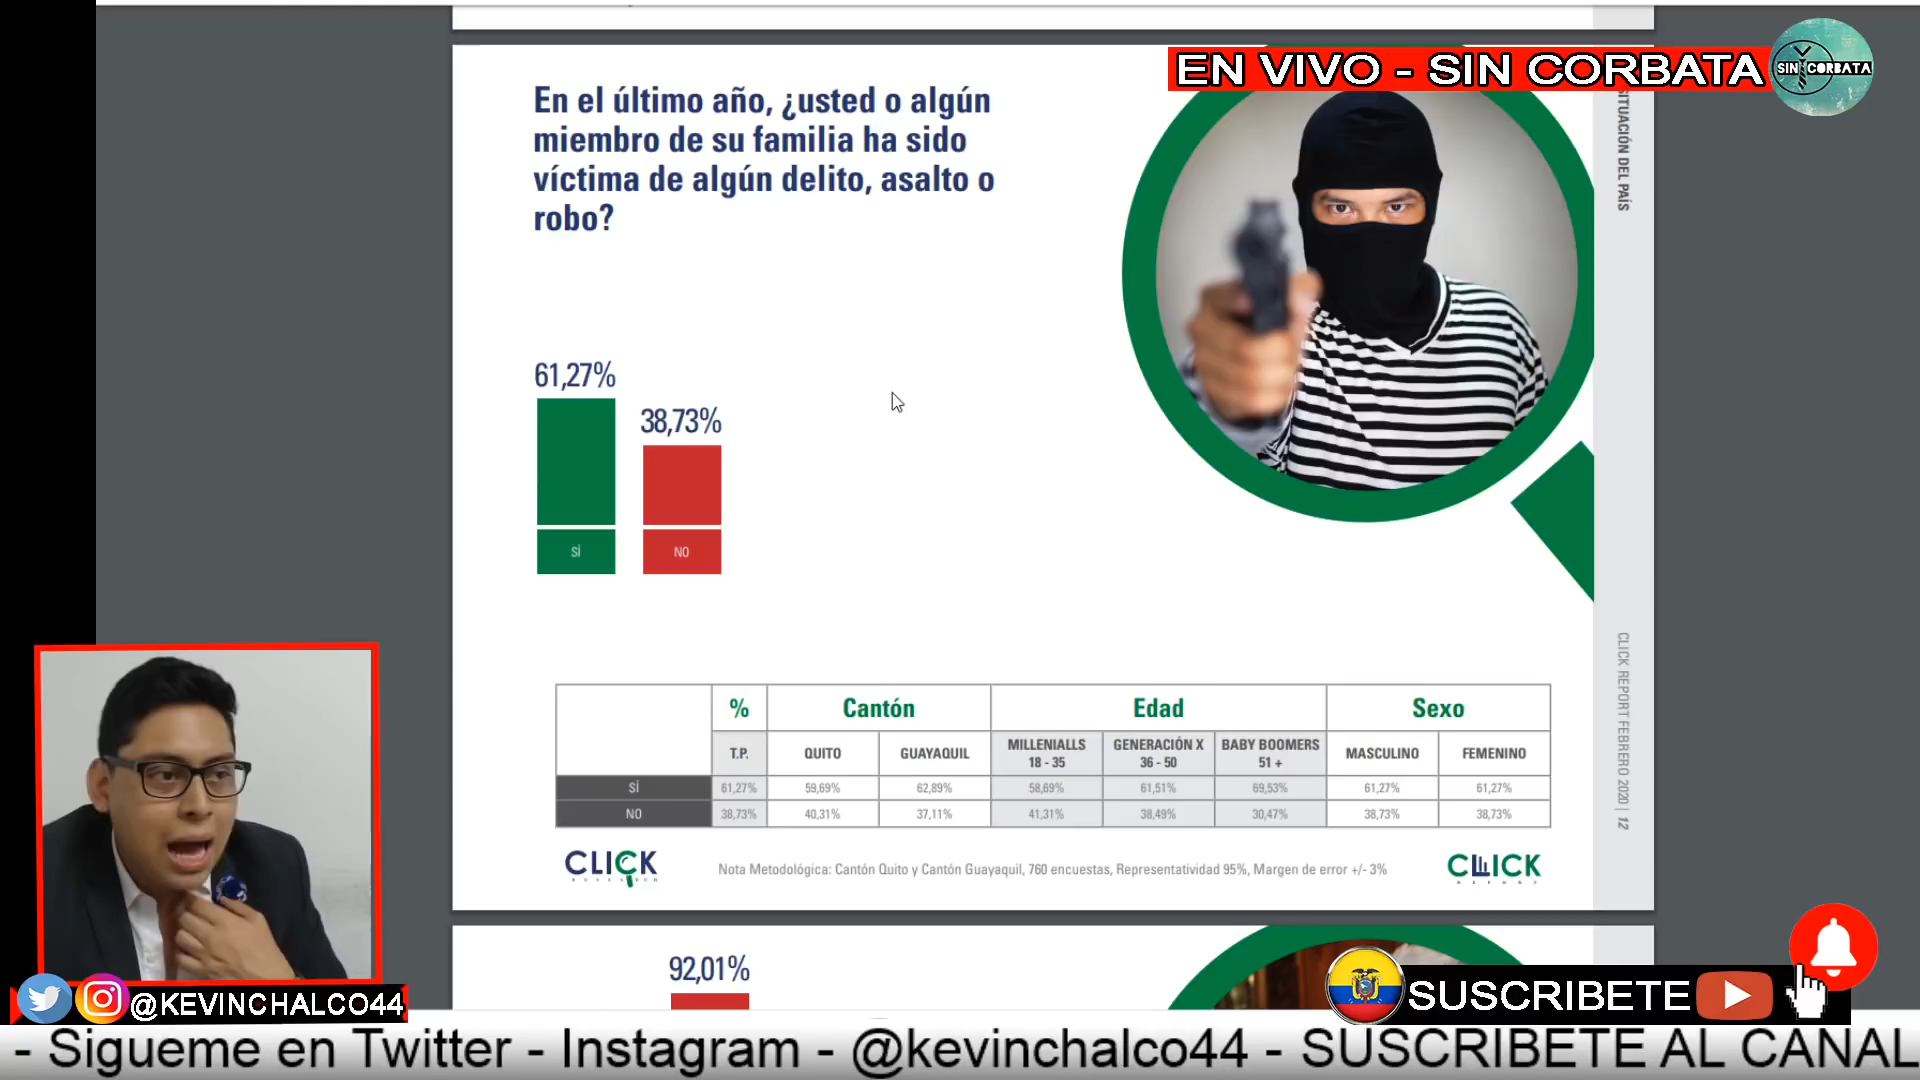 EN VIVO - SIN CORBATA
SIN CORBATA
En el último año, ¿usted o algún
miembro de su familia ha sido
víctima de algún delito, asalto o
robo?
SITUACIÓN DEL PAÍS
61,27%
38,73%
SÍ
NO
% Cantón Edad Sexo
T.P. QUITO GUAYAQUIL MILLENIALLS 18 - 35 GENERACIÓN X 36 - 50 BABY BOOMERS 51 + MASCULINO FEMENINO
SÍ 61,27% 59,69% 62,89% 58,69% 61,51% 69,53% 61,27% 61,27%
NO 38,73% 40,31% 37,11% 41,31% 38,49% 30,47% 38,73% 38,73%
CLICK
Nota Metodológica: Cantón Quito y Cantón Guayaquil, 760 encuestas, Representatividad 95%, Margen de error +/- 3%
CLICK
CLICK REPORT FEBRERO 2020 | 12
92,01%
@KEVINCHALCO44
SUSCRIBETE
- Sigueme en Twitter - Instagram - @kevinchalco44 - SUSCRIBETE AL CANAL